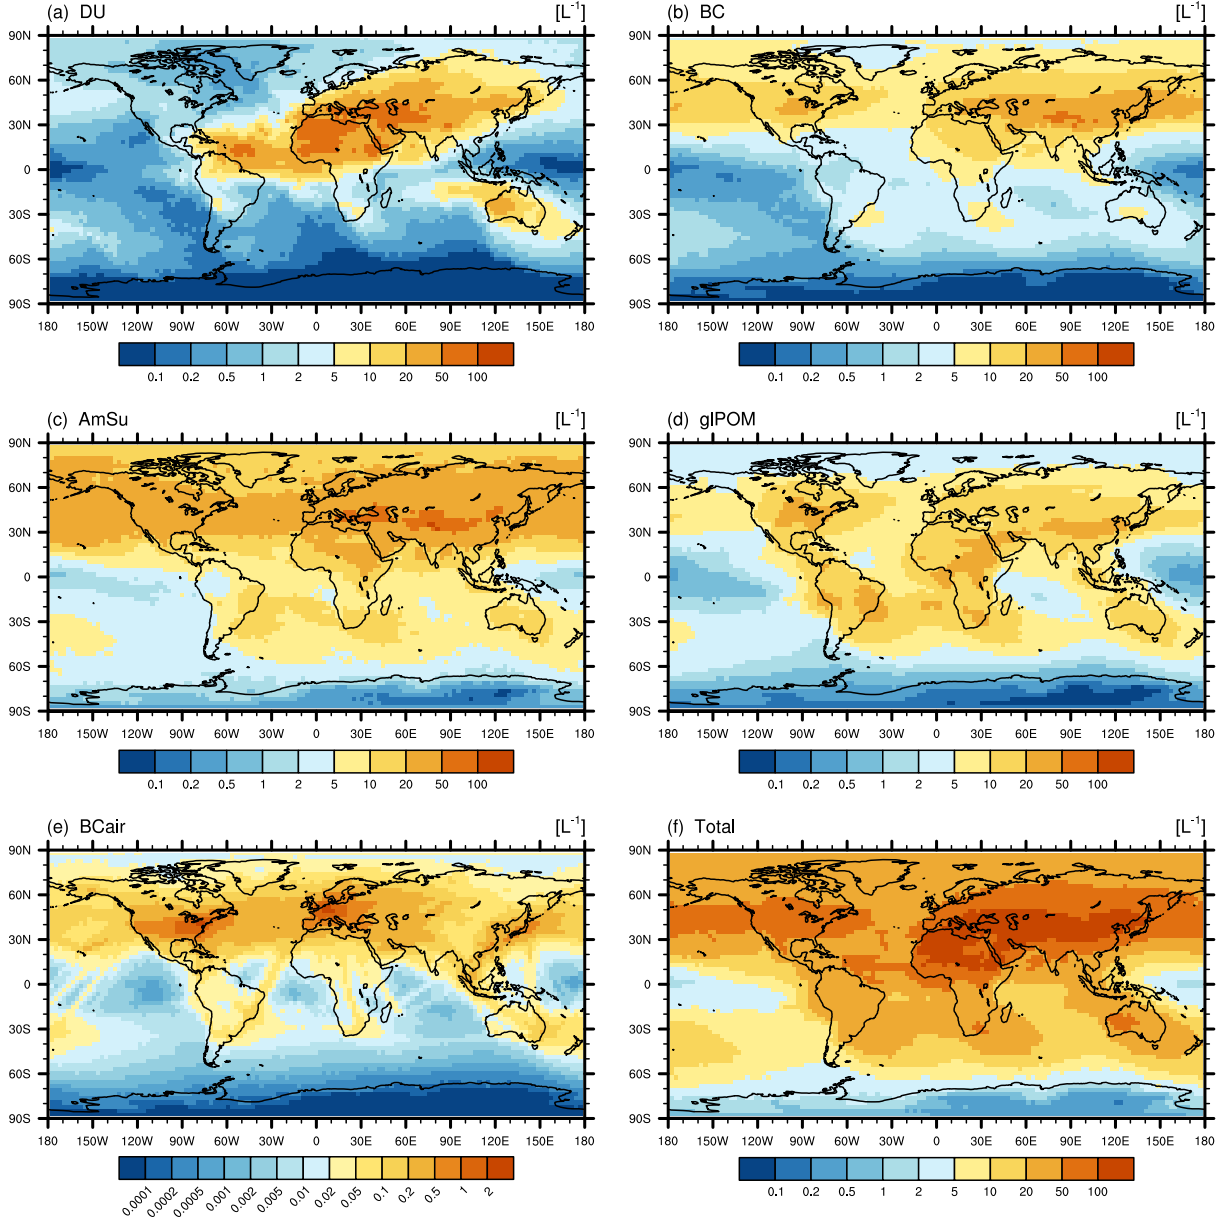 (a) DU [L⁻¹]
90N
60N
30N
0
30S
60S
90S
180 150W 120W 90W 60W 30W 0 30E 60E 90E 120E 150E 180
0.1 0.2 0.5 1 2 5 10 20 50 100
(b) BC [L⁻¹]
90N
60N
30N
0
30S
60S
90S
180 150W 120W 90W 60W 30W 0 30E 60E 90E 120E 150E 180
0.1 0.2 0.5 1 2 5 10 20 50 100
(c) AmSu [L⁻¹]
90N
60N
30N
0
30S
60S
90S
180 150W 120W 90W 60W 30W 0 30E 60E 90E 120E 150E 180
0.1 0.2 0.5 1 2 5 10 20 50 100
(d) glPOM [L⁻¹]
90N
60N
30N
0
30S
60S
90S
180 150W 120W 90W 60W 30W 0 30E 60E 90E 120E 150E 180
0.1 0.2 0.5 1 2 5 10 20 50 100
(e) BCair [L⁻¹]
90N
60N
30N
0
30S
60S
90S
180 150W 120W 90W 60W 30W 0 30E 60E 90E 120E 150E 180
0.0001 0.0002 0.0005 0.001 0.002 0.005 0.01 0.02 0.05 0.1 0.2 0.5 1 2
(f) Total [L⁻¹]
90N
60N
30N
0
30S
60S
90S
180 150W 120W 90W 60W 30W 0 30E 60E 90E 120E 150E 180
0.1 0.2 0.5 1 2 5 10 20 50 100